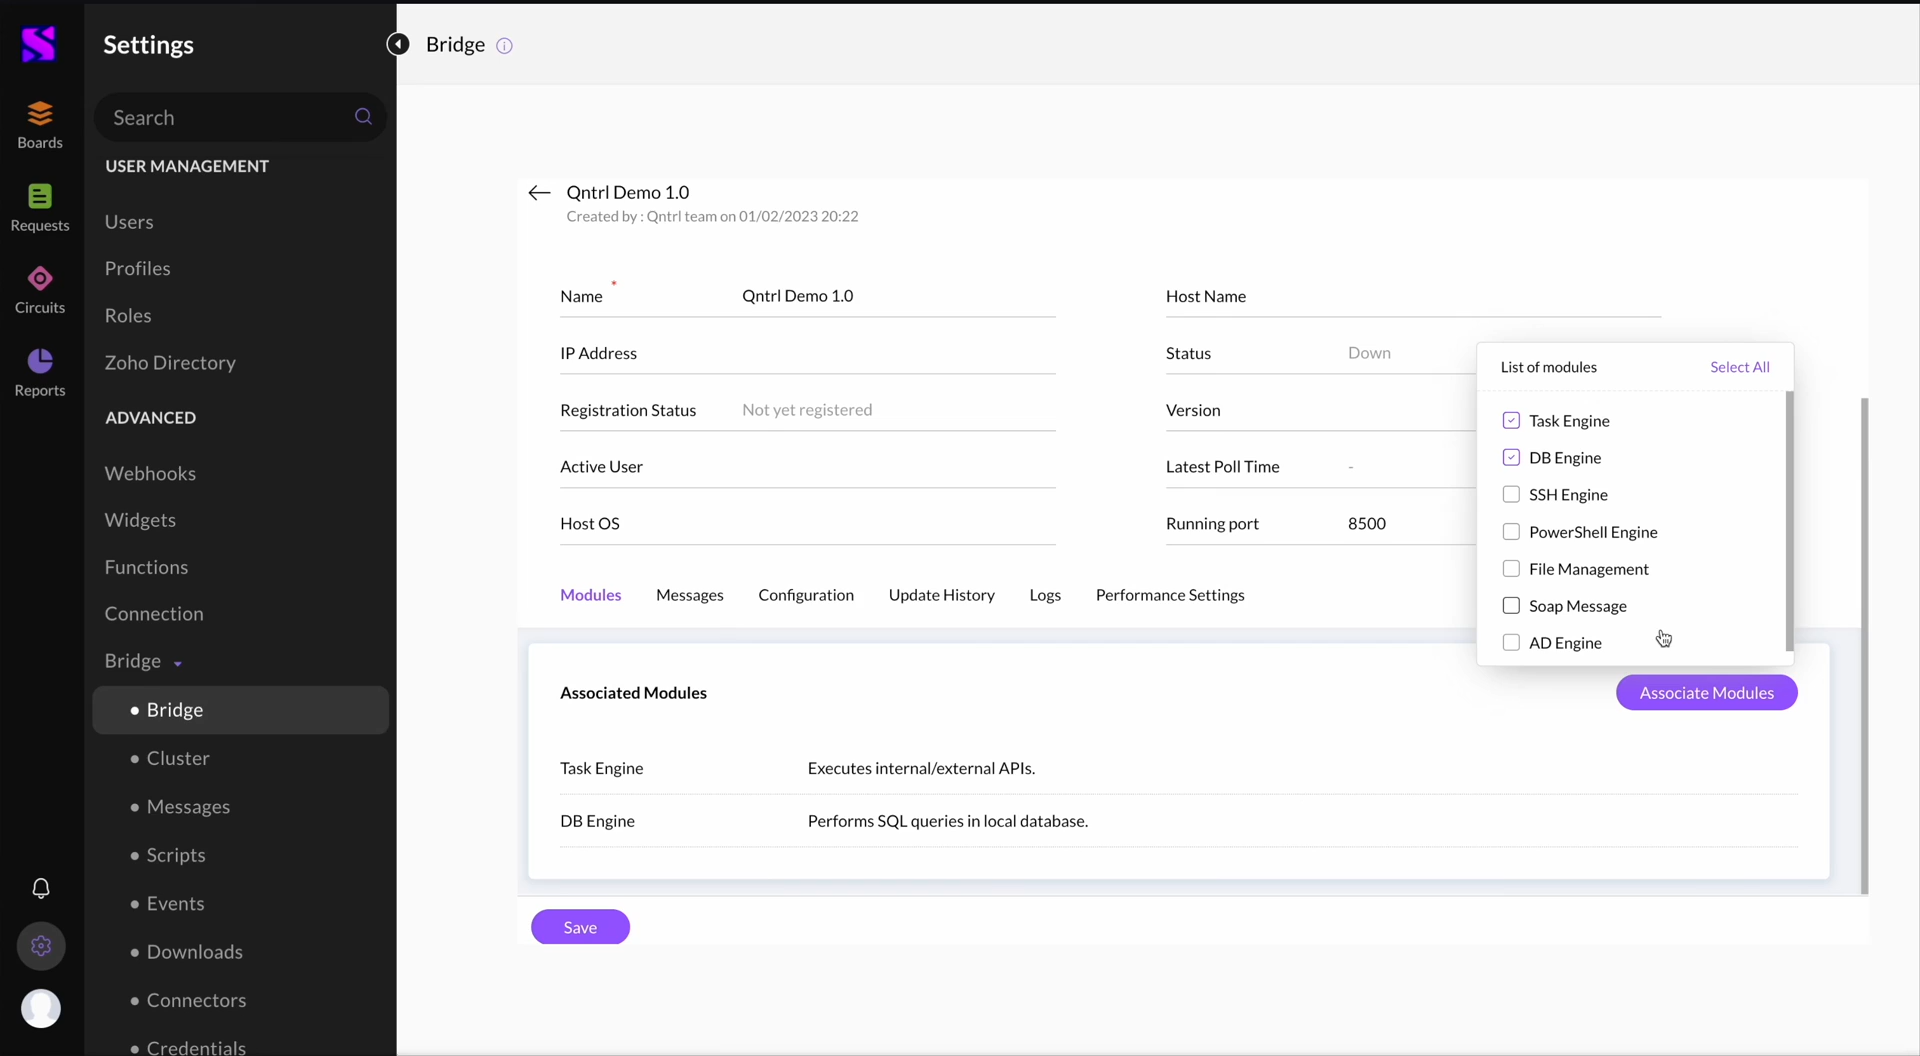 Settings
Bridge
Boards
Requests
Circuits
Reports
Search
USER MANAGEMENT
Users
Profiles
Roles
Zoho Directory
ADVANCED
Webhooks
Widgets
Functions
Connection
Bridge
Bridge
Cluster
Messages
Scripts
Events
Downloads
Connectors
Credentials
Qntrl Demo 1.0
Created by : Qntrl team on 01/02/2023 20:22
Name * Qntrl Demo 1.0
Host Name
IP Address
Status Down
Registration Status Not yet registered
Version
Active User
Latest Poll Time -
Host OS
Running port 8500
List of modules Select All
Task Engine
DB Engine
SSH Engine
PowerShell Engine
File Management
Soap Message
AD Engine
Modules Messages Configuration Update History Logs Performance Settings
Associated Modules Associate Modules
Task Engine Executes internal/external APIs.
DB Engine Performs SQL queries in local database.
Save